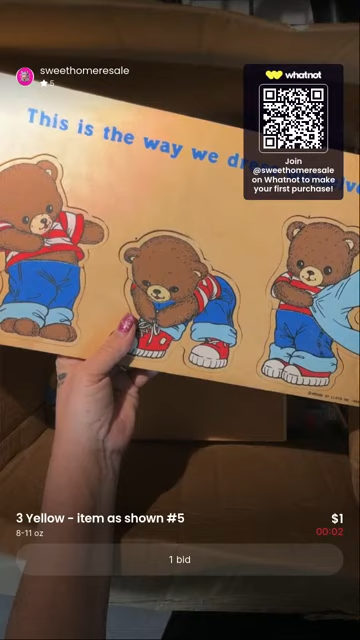 sweethomeresale
★ 5
whatnot
Join
@sweethomeresale
on Whatnot to make
your first purchase!
This is the way we
3 Yellow - item as shown #5
$1
8-11 oz
00:02
1 bid